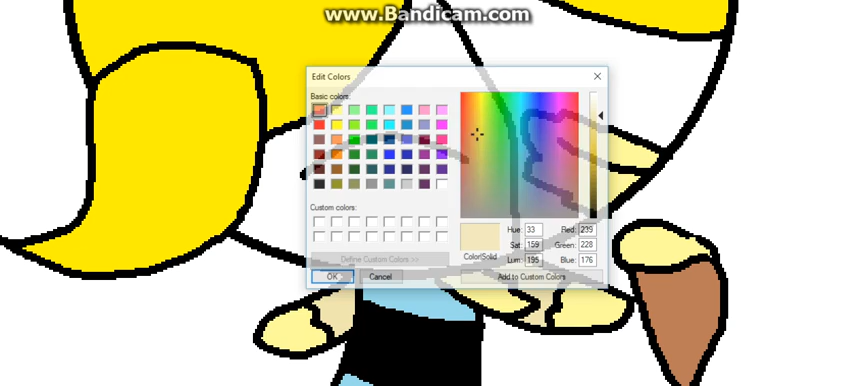 www.Bandicam.com
Edit Colors
Basic colors:
Custom colors:
Define Custom Colors >>
OK
Cancel
Color|Solid
Hue: 33
Sat: 159
Lum: 195
Red: 239
Green: 228
Blue: 176
Add to Custom Colors